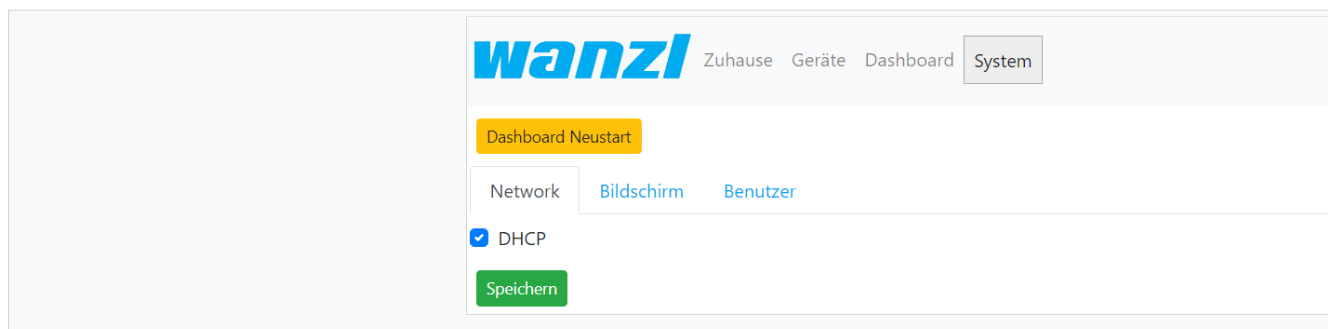 wanzl Zuhause Geräte Dashboard System
Dashboard Neustart
Network Bildschirm Benutzer
DHCP
Speichern